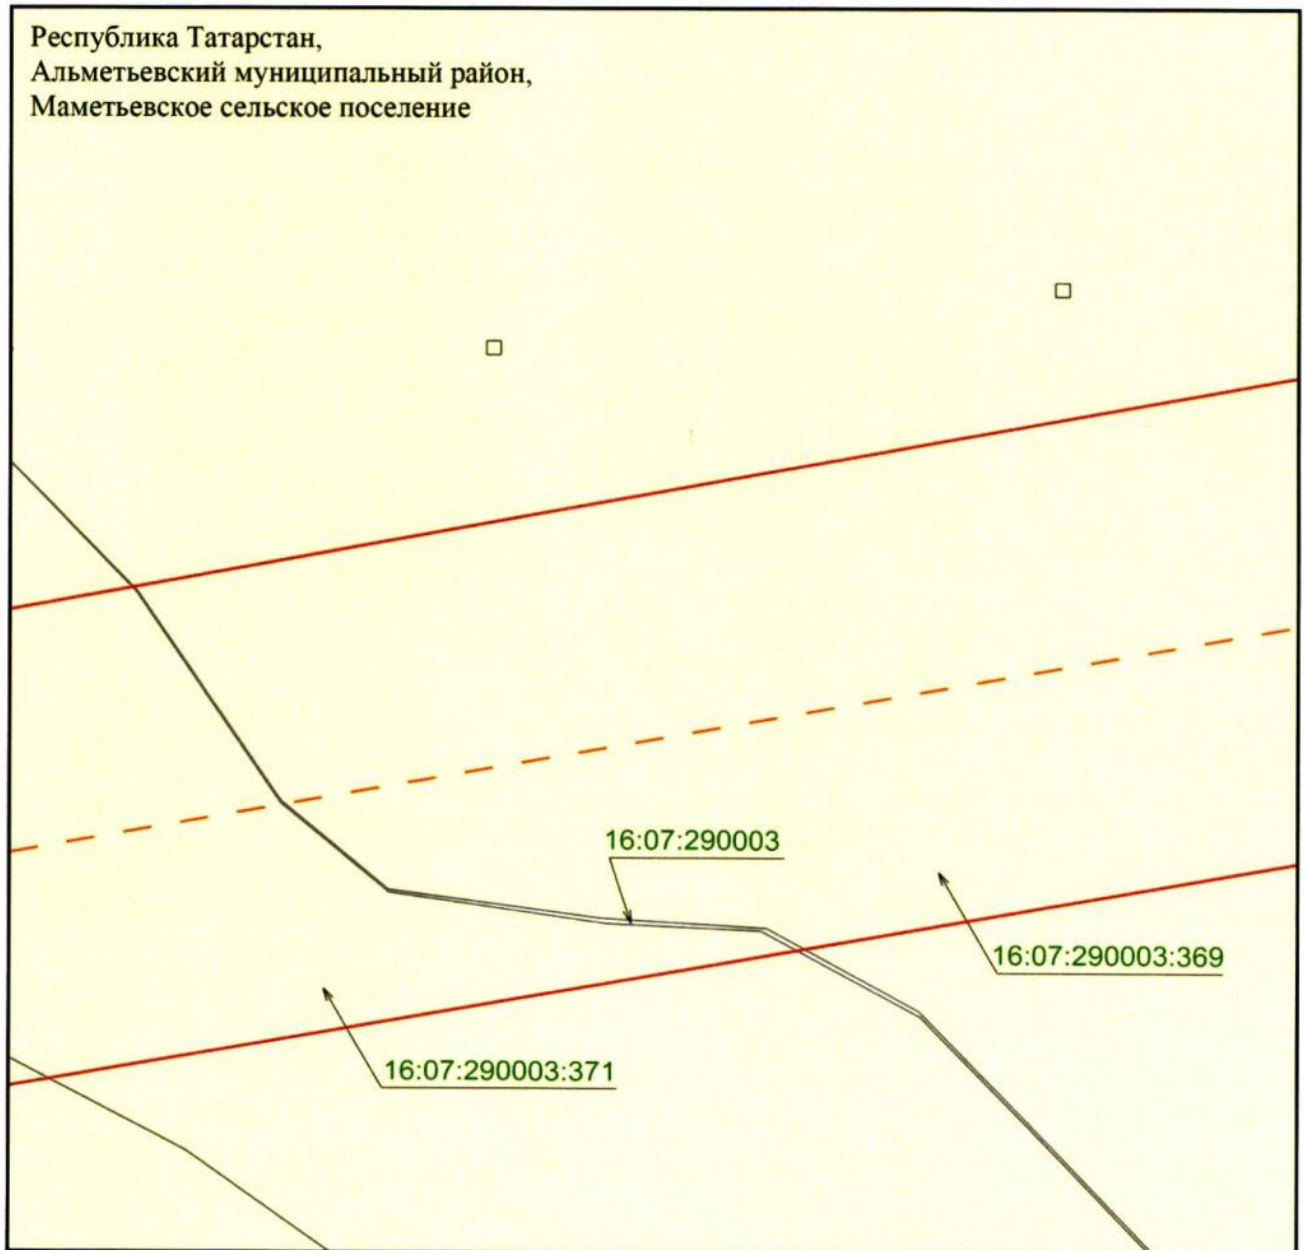 Республика Татарстан,
Альметьевский муниципальный район,
Маметьевское сельское поселение
16:07:290003
16:07:290003:369
16:07:290003:371